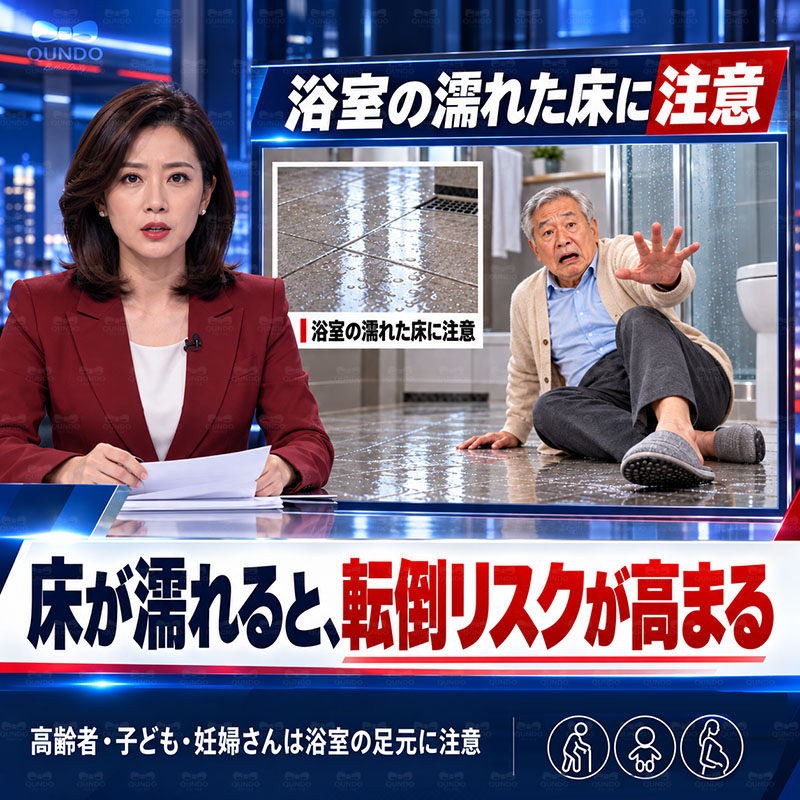 QUNDO
浴室の濡れた床に注意
浴室の濡れた床に注意
床が濡れると、転倒リスクが高まる
高齢者・子ども・妊婦さんは浴室の足元に注意